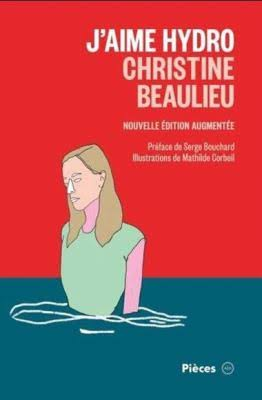 J'AIME HYDRO
CHRISTINE
BEAULIEU
NOUVELLE ÉDITION AUGMENTÉE
Préface de Serge Bouchard
Illustrations de Mathilde Corbeil
Pièces